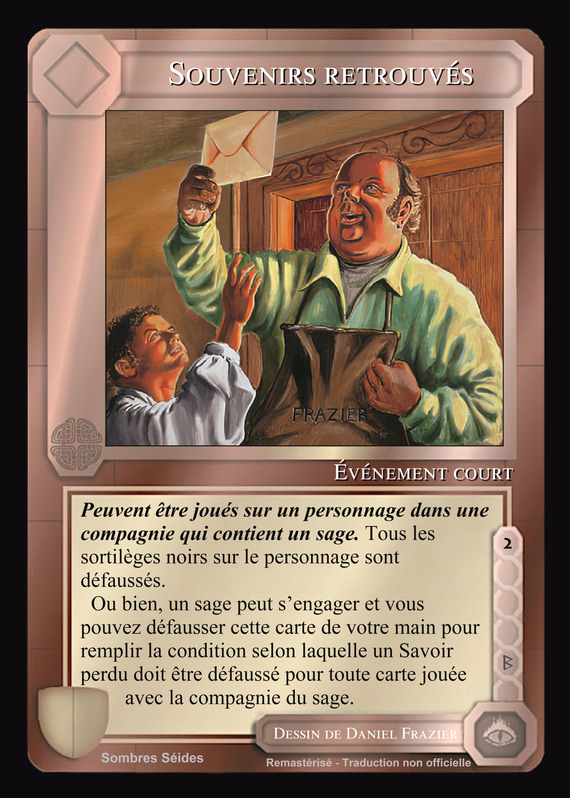 Souvenirs retrouvés
FRAZIER
Événement court
Peuvent être joués sur un personnage dans une
compagnie qui contient un sage. Tous les
sortilèges noirs sur le personnage sont
défaussés.
Ou bien, un sage peut s'engager et vous
pouvez défausser cette carte de votre main pour
remplir la condition selon laquelle un Savoir
perdu doit être défaussé pour toute carte jouée
avec la compagnie du sage.
2
ᛒ
Dessin de Daniel Frazier
Sombres Séides
Remastérisé - Traduction non officielle